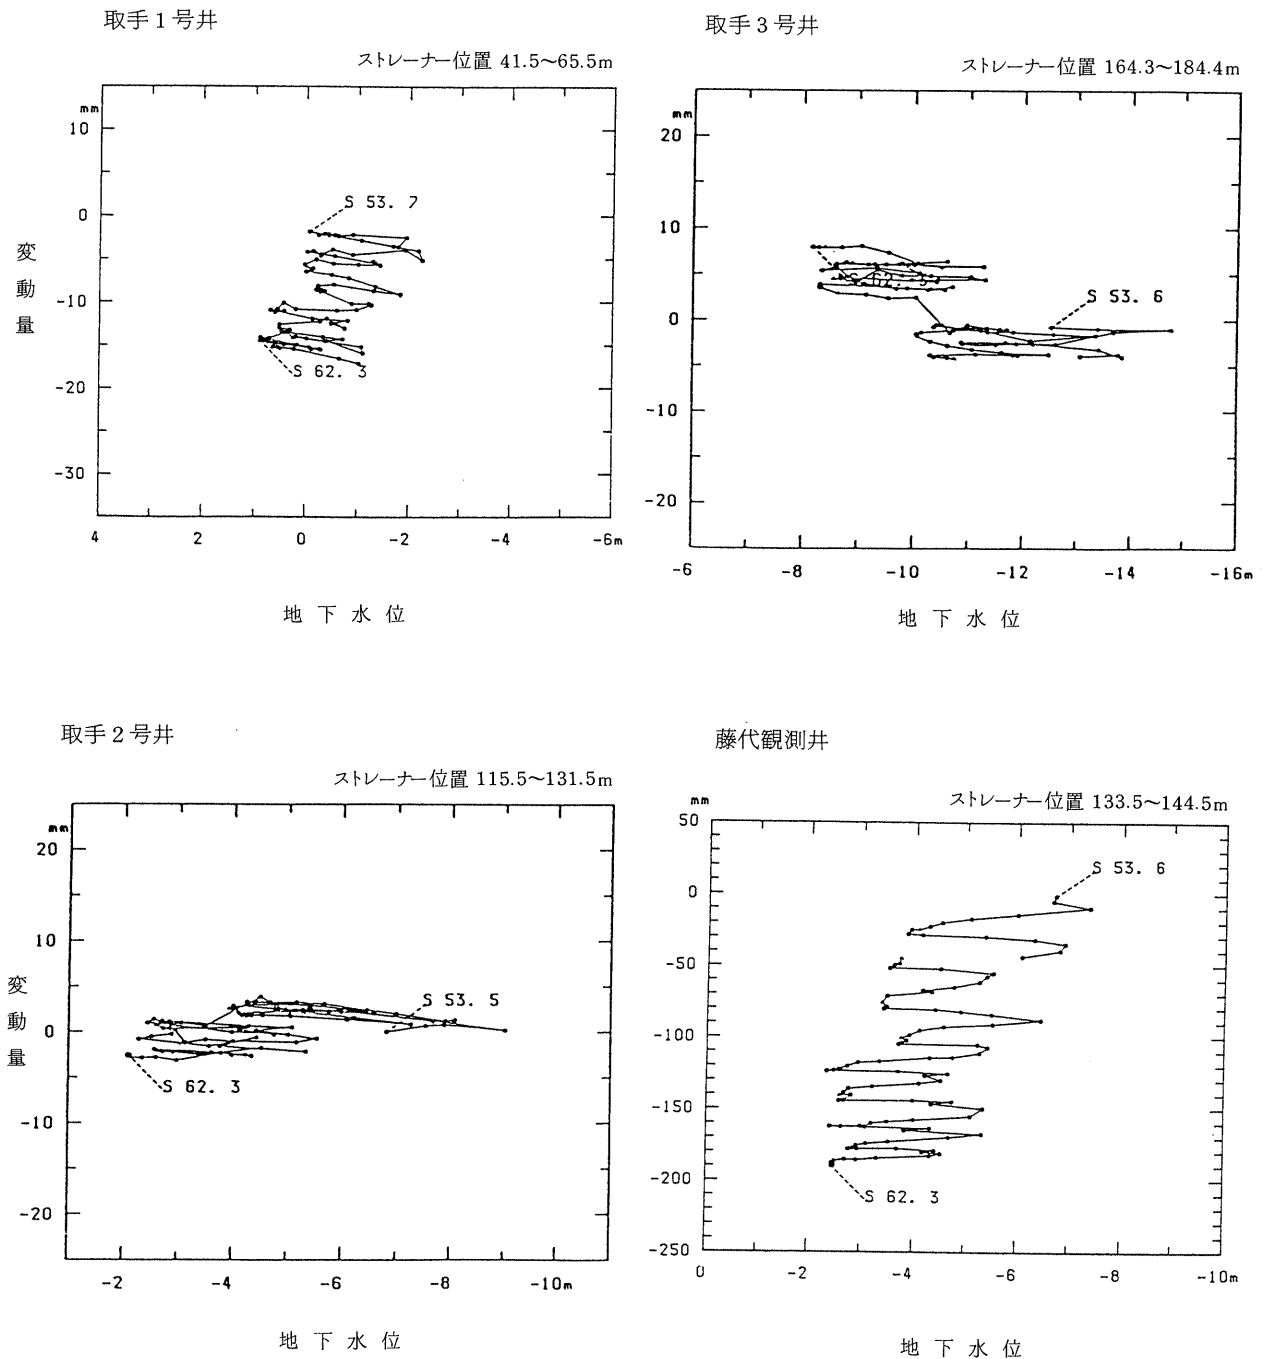 取手1号井
ストレーナー位置 41.5〜65.5m
mm
10
0
-10
-20
-30
変動量
S 53. 7
S 62. 3
4 2 0 -2 -4 -6m
地下水位
取手3号井
ストレーナー位置 164.3〜184.4m
mm
20
10
0
-10
-20
S 62. 3
S 53. 6
-6 -8 -10 -12 -14 -16m
地下水位
取手2号井
ストレーナー位置 115.5〜131.5m
mm
20
10
0
-10
-20
変動量
S 53. 5
S 62. 3
-2 -4 -6 -8 -10m
地下水位
藤代観測井
ストレーナー位置 133.5〜144.5m
mm
50
0
-50
-100
-150
-200
-250
S 53. 6
S 62. 3
0 -2 -4 -6 -8 -10m
地下水位